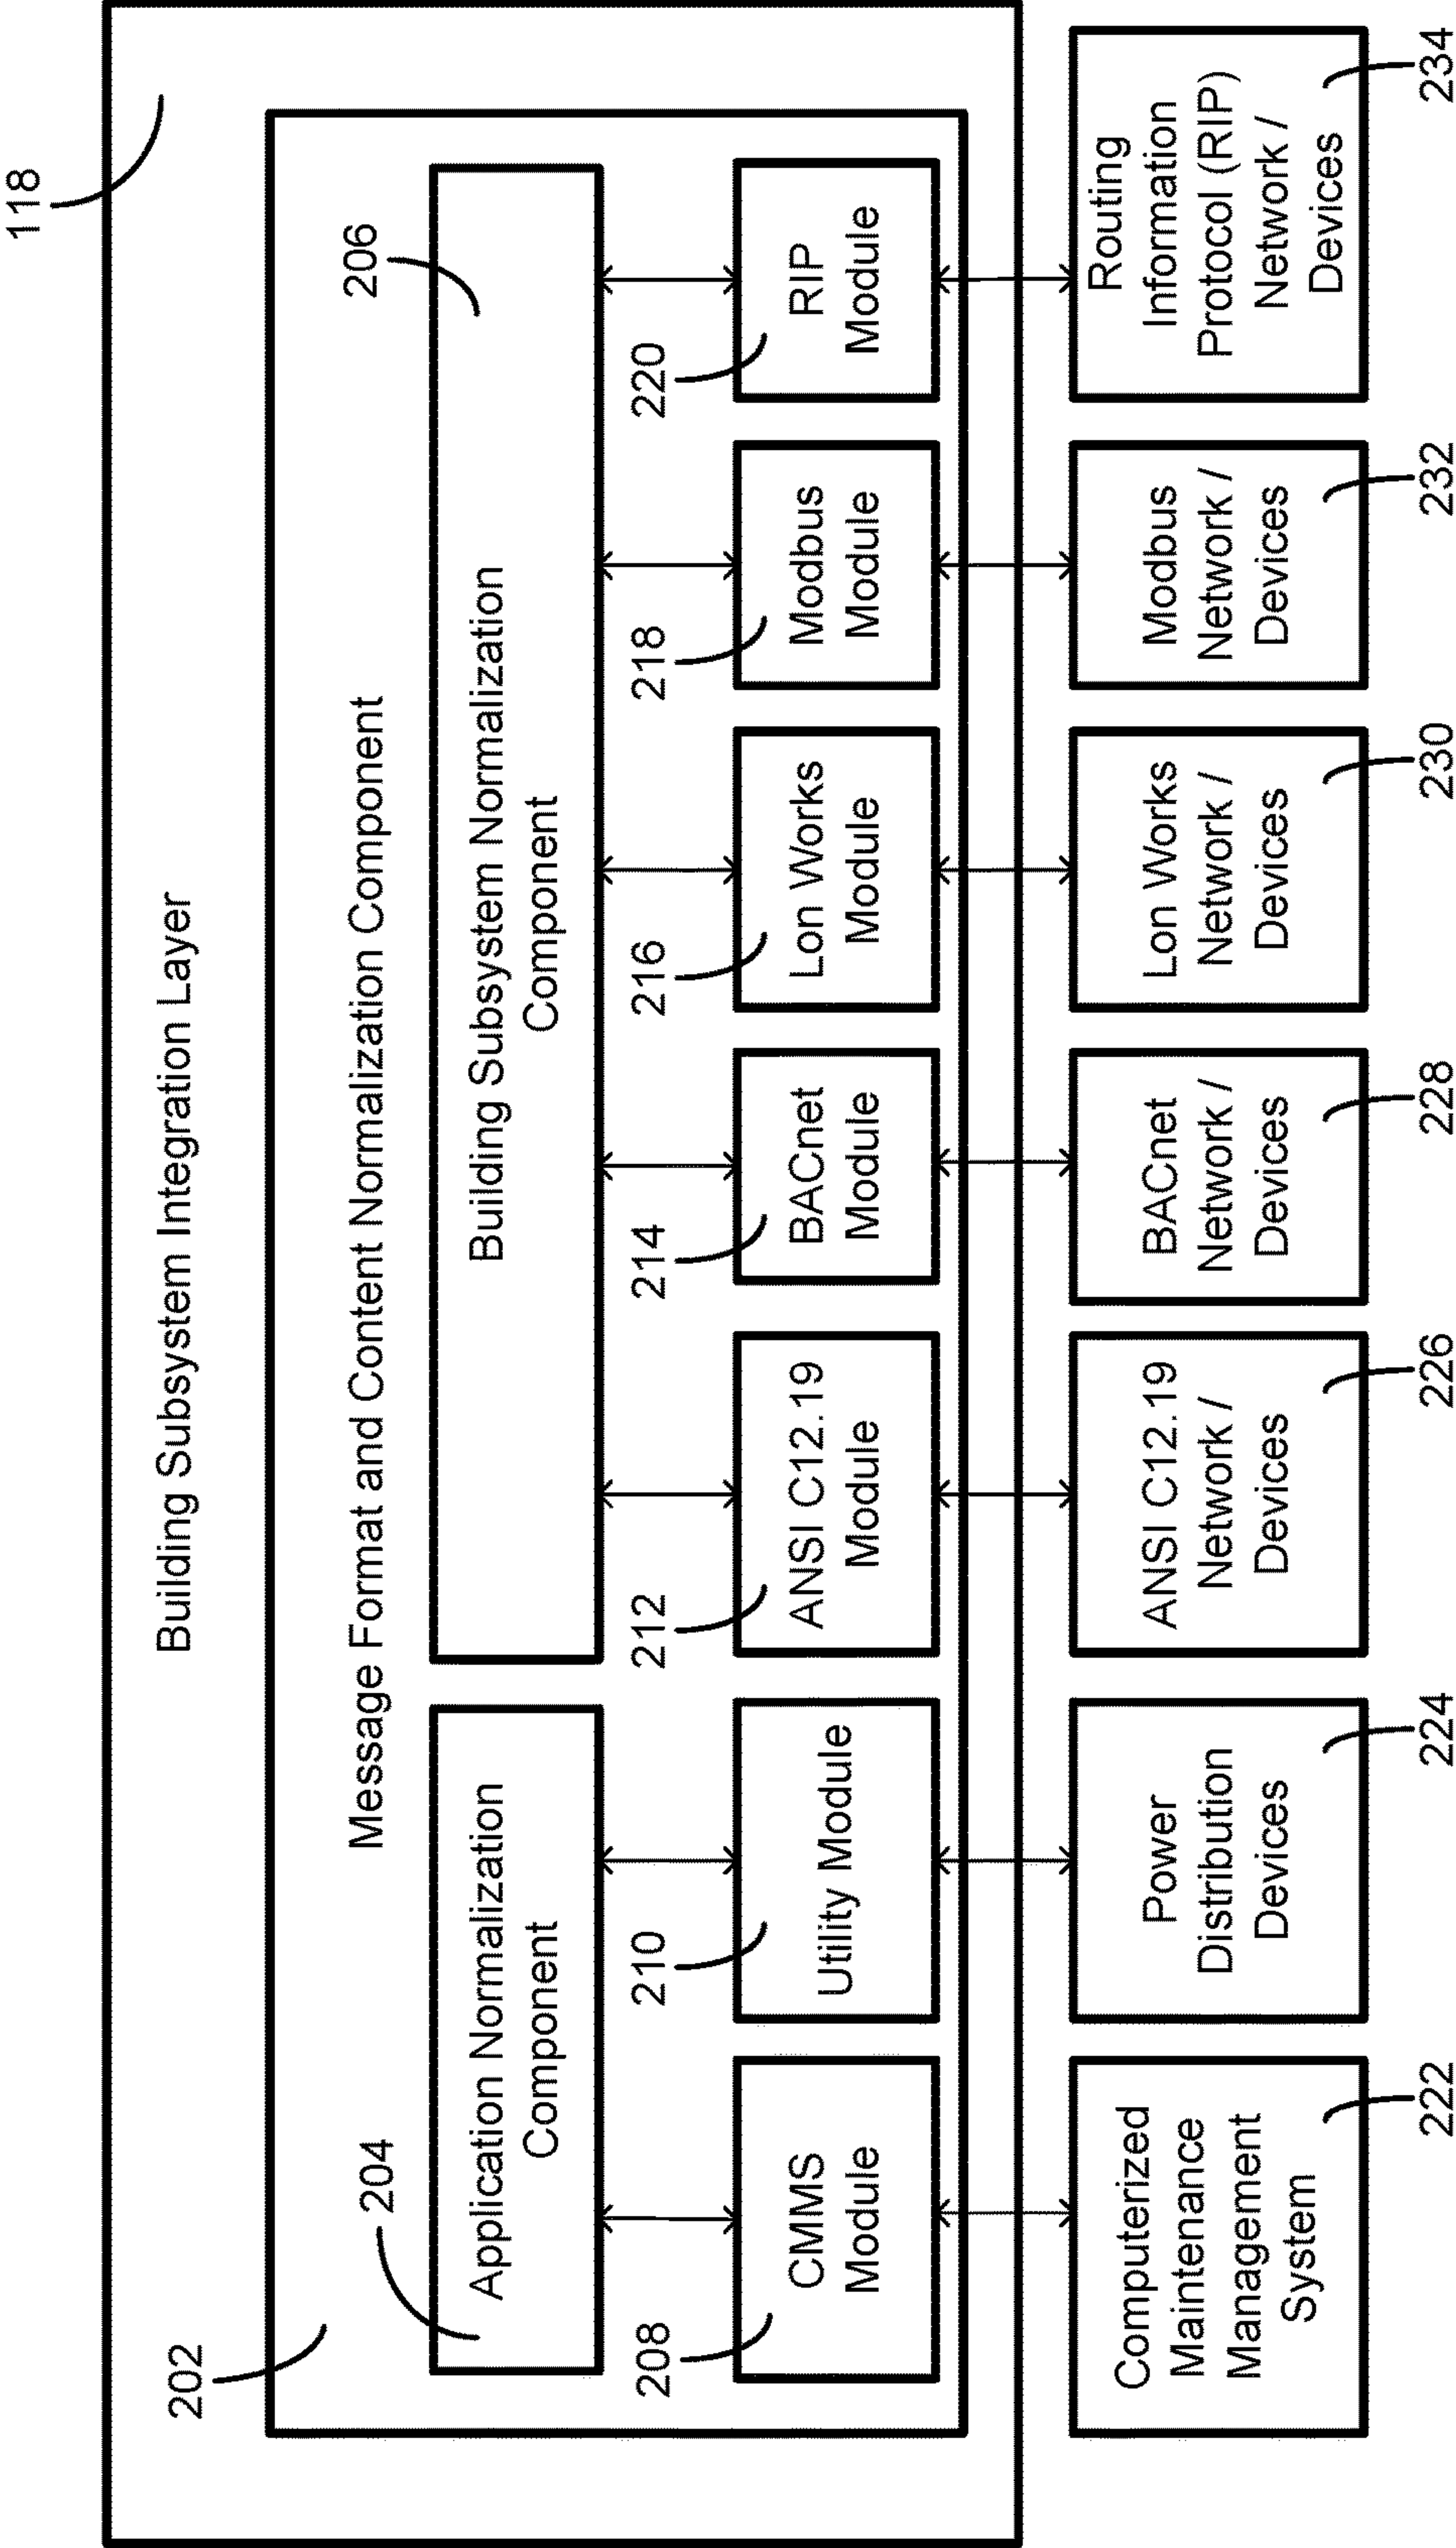 118
Building Subsystem Integration Layer
202
Message Format and Content Normalization Component
204
206
Application Normalization
Component
Building Subsystem Normalization
Component
208
210
212
214
216
218
220
CMMS
Module
Utility Module
ANSI C12.19
Module
BACnet
Module
Lon Works
Module
Modbus
Module
RIP
Module
Computerized
Maintenance
Management
System
Power
Distribution
Devices
ANSI C12.19
Network /
Devices
BACnet
Network /
Devices
Lon Works
Network /
Devices
Modbus
Network /
Devices
Routing
Information
Protocol (RIP)
Network /
Devices
222
224
226
228
230
232
234